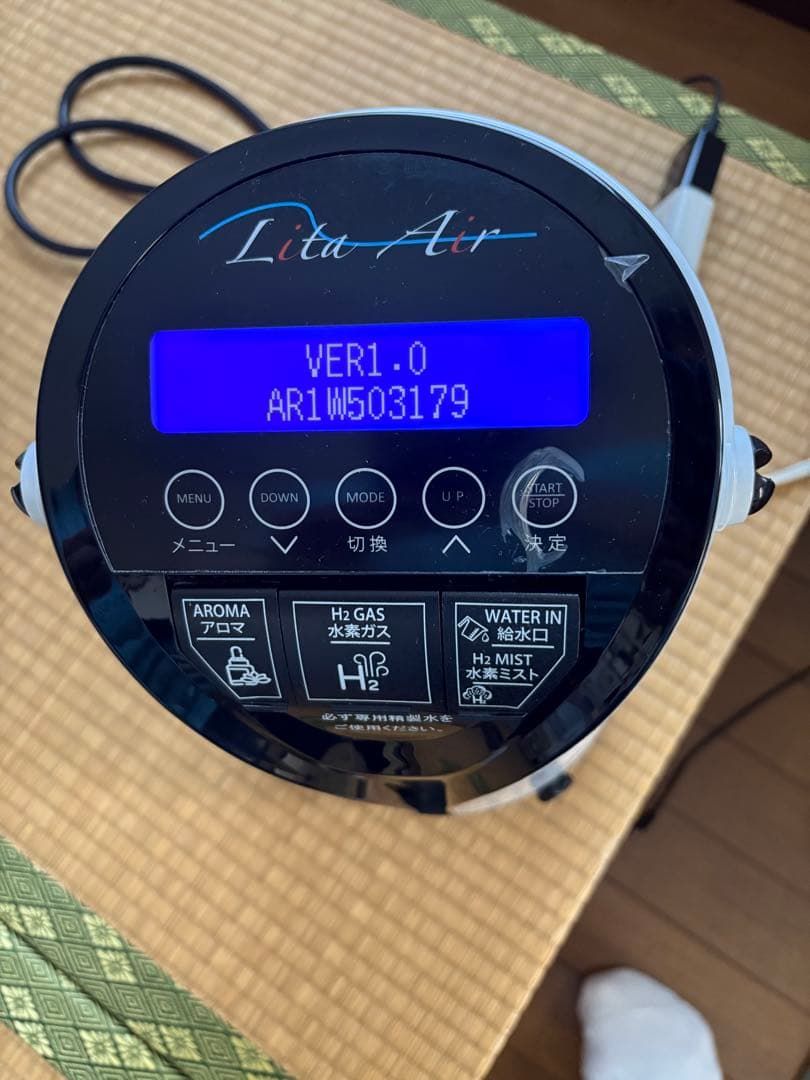 Lita Air
VER1.0
AR1W503179
MENU DOWN MODE UP START STOP
メニュー 切換 決定
AROMA
アロマ
H2 GAS
水素ガス
H2
WATER IN
給水口
H2 MIST
水素ミスト
H2
必ず専用精製水を
ご使用ください。